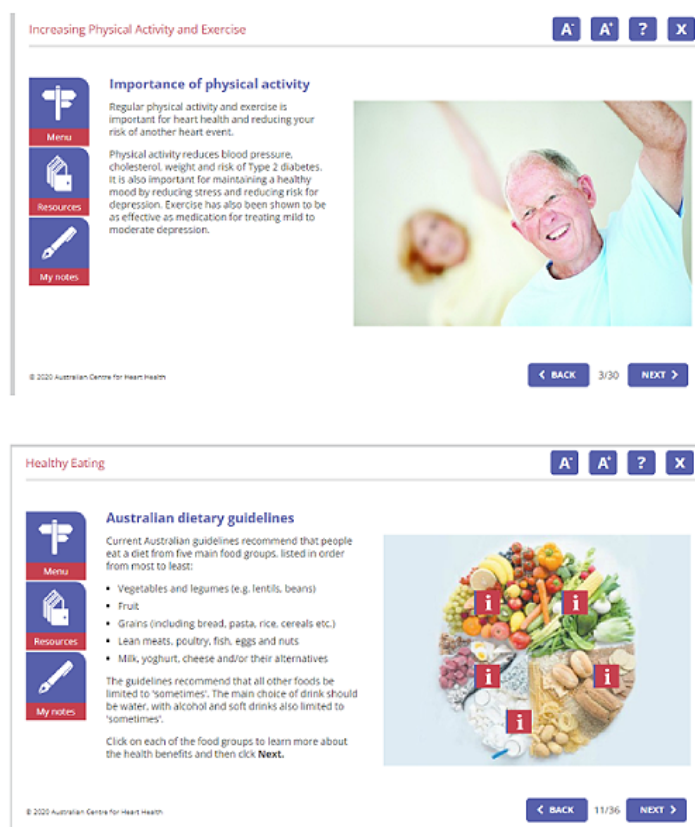 Increasing Physical Activity and Exercise
A- A+ ? X
Importance of physical activity
Regular physical activity and exercise is
important for heart health and reducing your
risk of another heart event.
Physical activity reduces blood pressure,
cholesterol, weight and risk of Type 2 diabetes.
It is also important for maintaining a healthy
mood by reducing stress and reducing risk for
depression. Exercise has also been shown to be
as effective as medication for treating mild to
moderate depression.
Menu
Resources
My notes
© 2020 Australian Centre for Heart Health
< BACK 3/30 NEXT >
Healthy Eating
A- A+ ? X
Australian dietary guidelines
Current Australian guidelines recommend that people
eat a diet from five main food groups, listed in order
from most to least:
• Vegetables and legumes (e.g. lentils, beans)
• Fruit
• Grains (including bread, pasta, rice, cereals etc.)
• Lean meats, poultry, fish, eggs and nuts
• Milk, yoghurt, cheese and/or their alternatives
The guidelines recommend that all other foods be
limited to 'sometimes'. The main choice of drink should
be water, with alcohol and soft drinks also limited to
'sometimes'.
Click on each of the food groups to learn more about
the health benefits and then clck Next.
Menu
Resources
My notes
i i
i i
i
© 2020 Australian Centre for Heart Health
< BACK 11/36 NEXT >